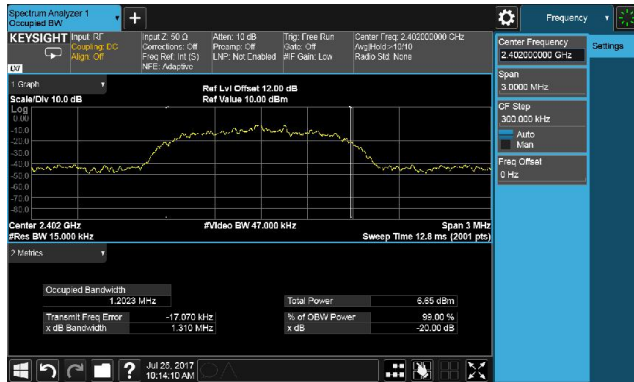 Spectrum Analyzer 1
Occupied BW
+
Frequency
KEYSIGHT Input: RF
Coupling: DC
Align: Off
Input Z: 50 Ω
Corrections: Off
Freq Ref: Int (S)
NFE: Adaptive
Atten: 10 dB
Preamp: Off
LNP: Not Enabled
Trig: Free Run
Gate: Off
#IF Gain: Low
Center Freq: 2.402000000 GHz
Avg|Hold:>10/10
Radio Std: None
LXI
Center Frequency
2.402000000 GHz
Settings
Span
3.0000 MHz
CF Step
300.000 kHz
Auto
Man
Freq Offset
0 Hz
1 Graph
Scale/Div 10.0 dB
Ref Lvl Offset 12.00 dB
Ref Value 10.00 dBm
Log
0.00
-10.0
-20.0
-30.0
-40.0
-50.0
-60.0
-70.0
-80.0
Center 2.402 GHz
#Res BW 15.000 kHz
#Video BW 47.000 kHz
Span 3 MHz
Sweep Time 12.8 ms (2001 pts)
2 Metrics
Occupied Bandwidth
1.2023 MHz
Total Power 6.65 dBm
Transmit Freq Error -17.070 kHz
% of OBW Power 99.00 %
x dB Bandwidth 1.310 MHz
x dB -20.00 dB
?
Jul 25, 2017
10:14:10 AM